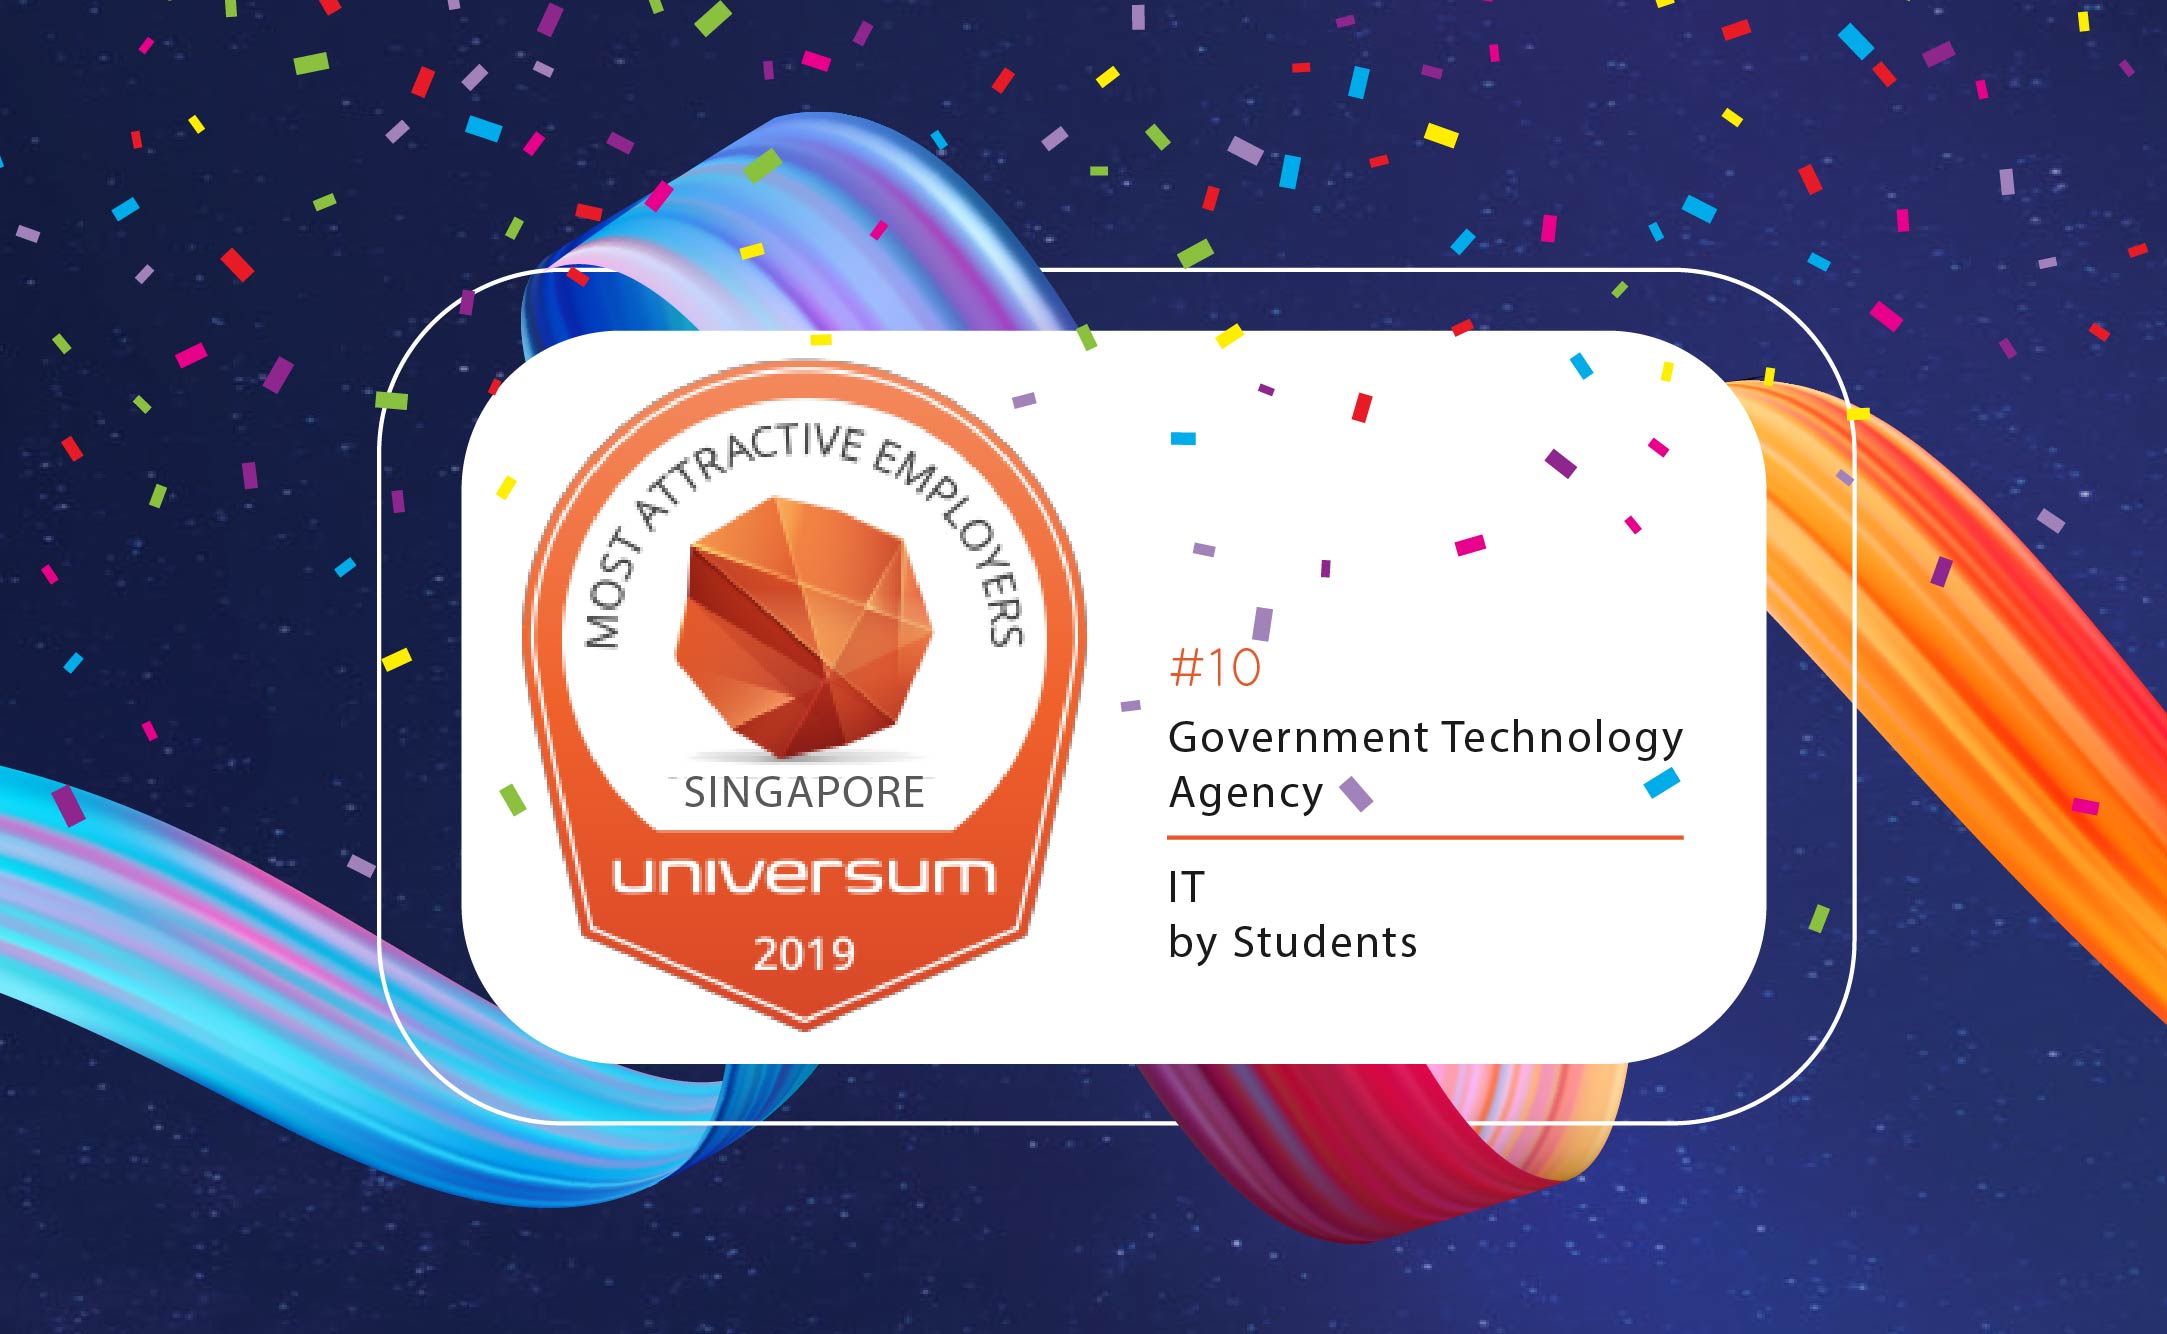 MOST ATTRACTIVE EMPLOYERS
SINGAPORE
universum
2019
#10
Government Technology
Agency
IT
by Students